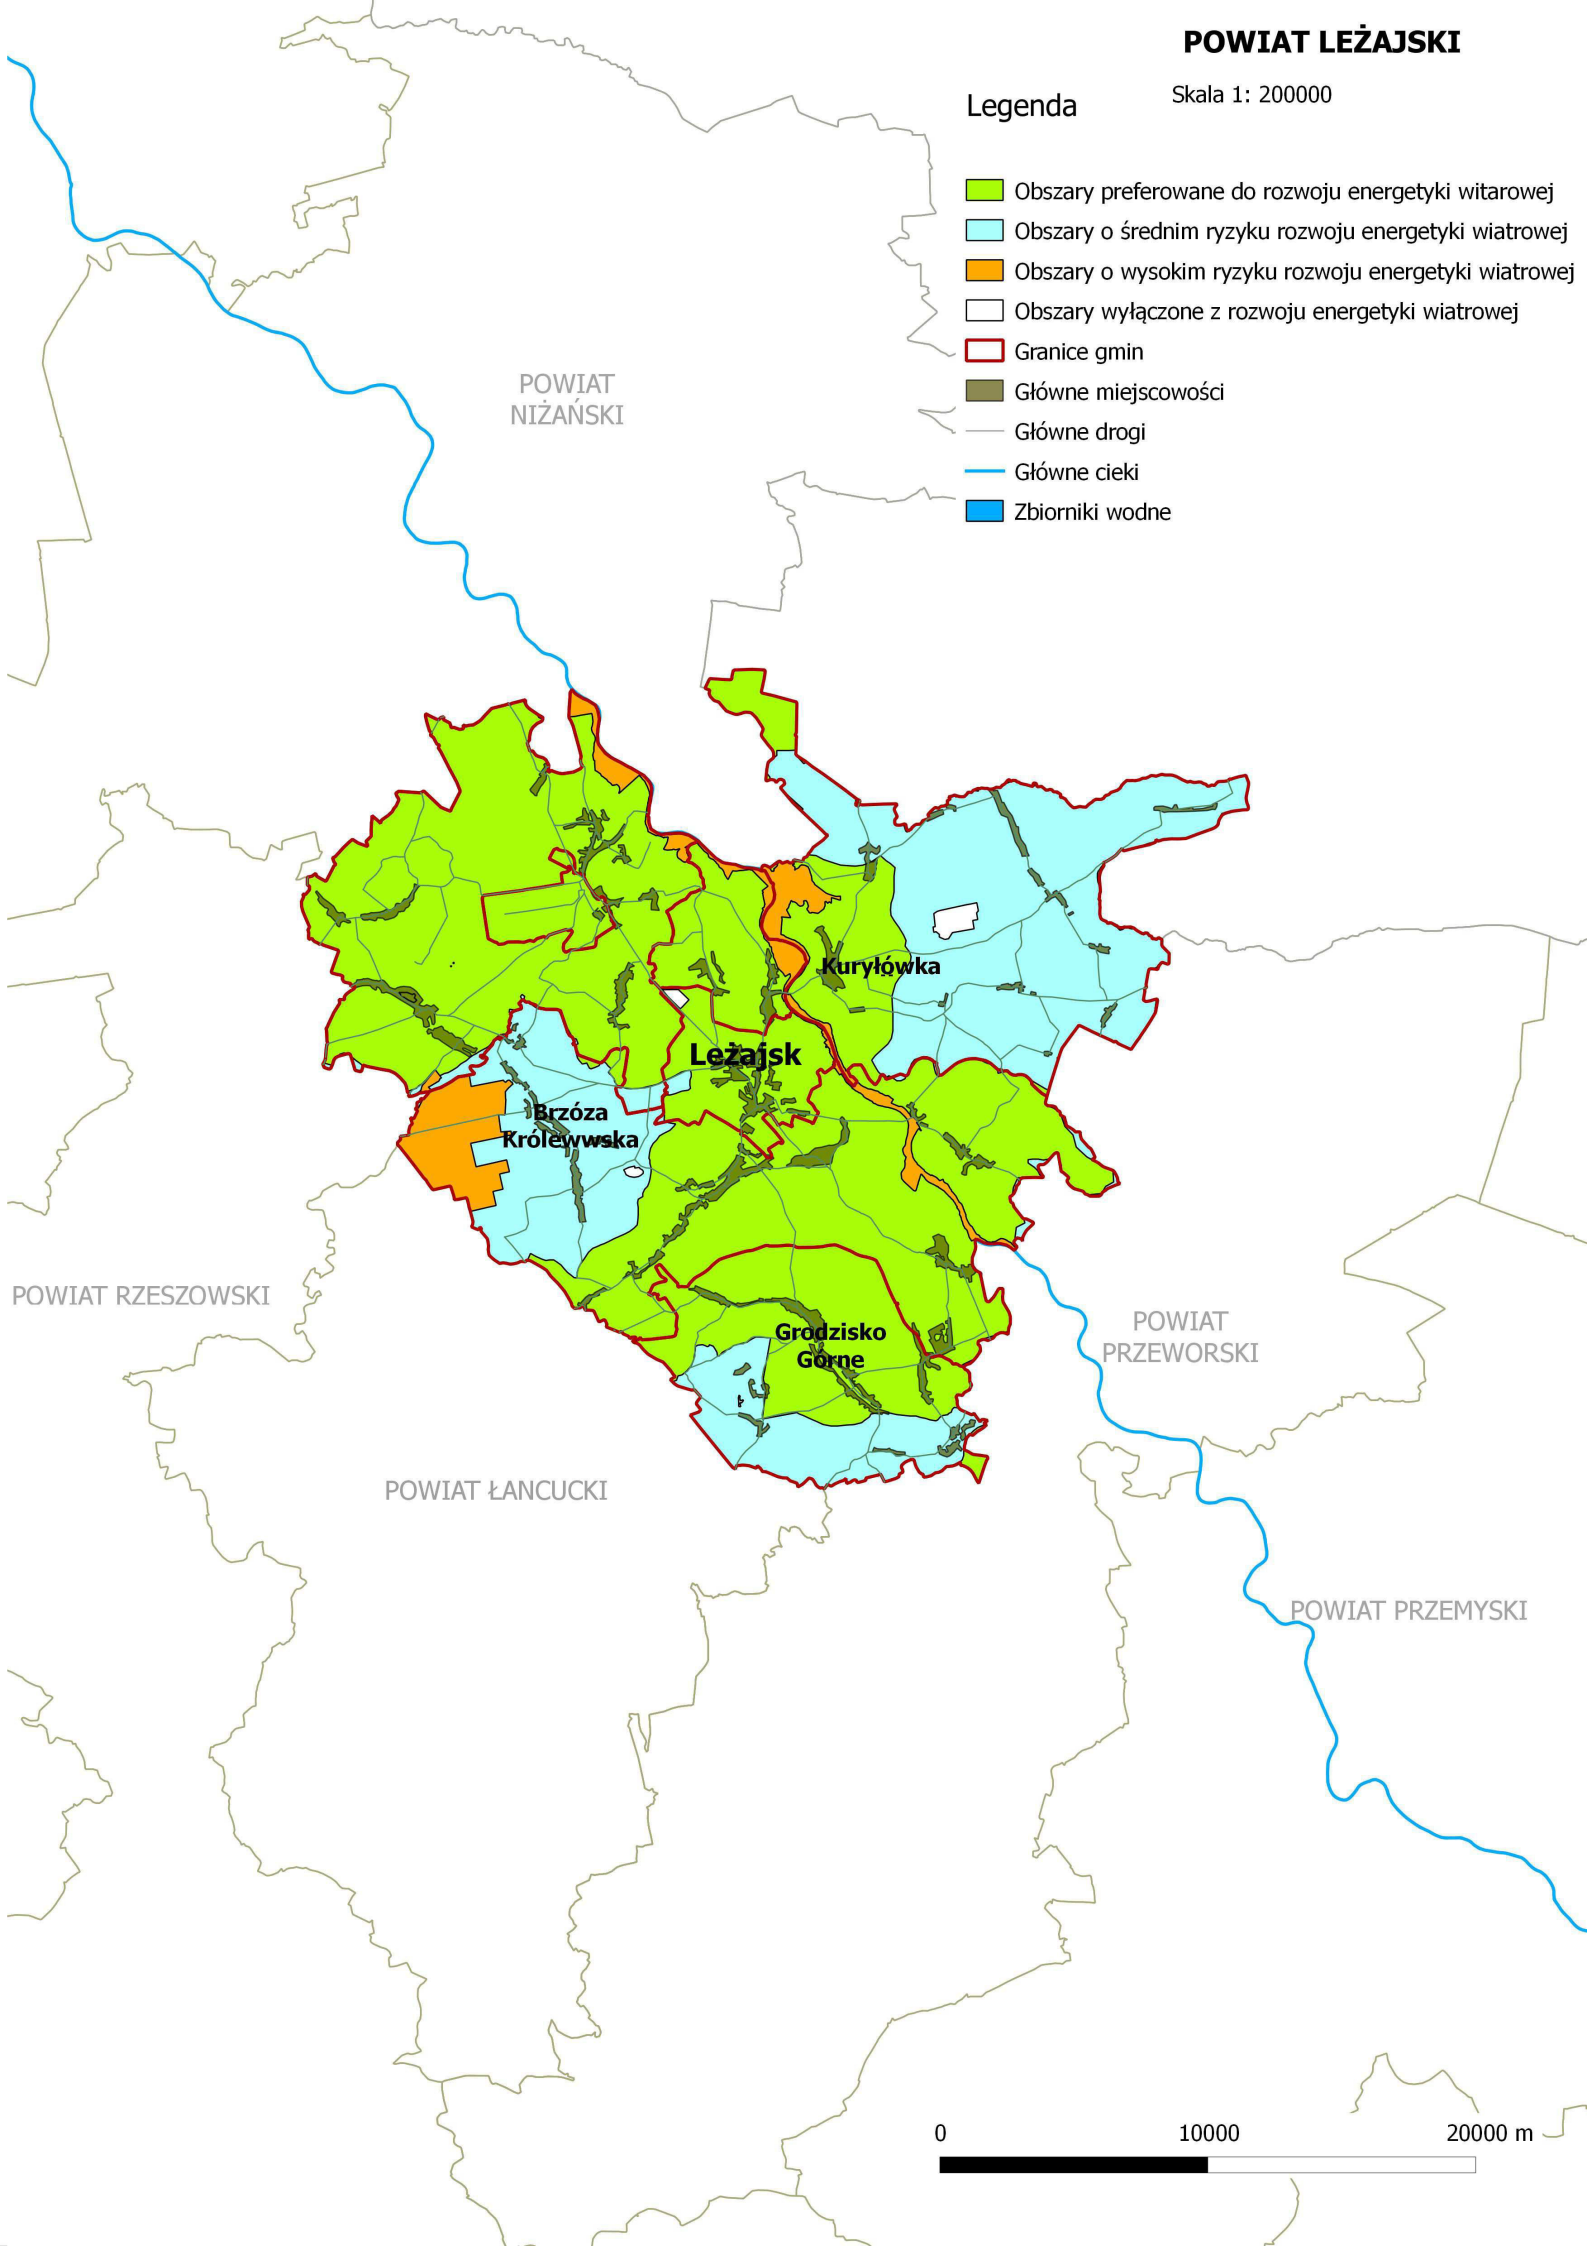 POWIAT LEŻAJSKI
Skala 1: 200000
Legenda
Obszary preferowane do rozwoju energetyki witarowej
Obszary o średnim ryzyku rozwoju energetyki wiatrowej
Obszary o wysokim ryzyku rozwoju energetyki wiatrowej
Obszary wyłączone z rozwoju energetyki wiatrowej
Granice gmin
Główne miejscowości
Główne drogi
Główne cieki
Zbiorniki wodne
POWIAT
NIŻAŃSKI
Kuryłówka
Leżajsk
Brzóza
Królewwska
POWIAT RZESZOWSKI
POWIAT
PRZEWORSKI
Grodzisko
Górne
POWIAT ŁANCUCKI
POWIAT PRZEMYSKI
0 10000 20000 m